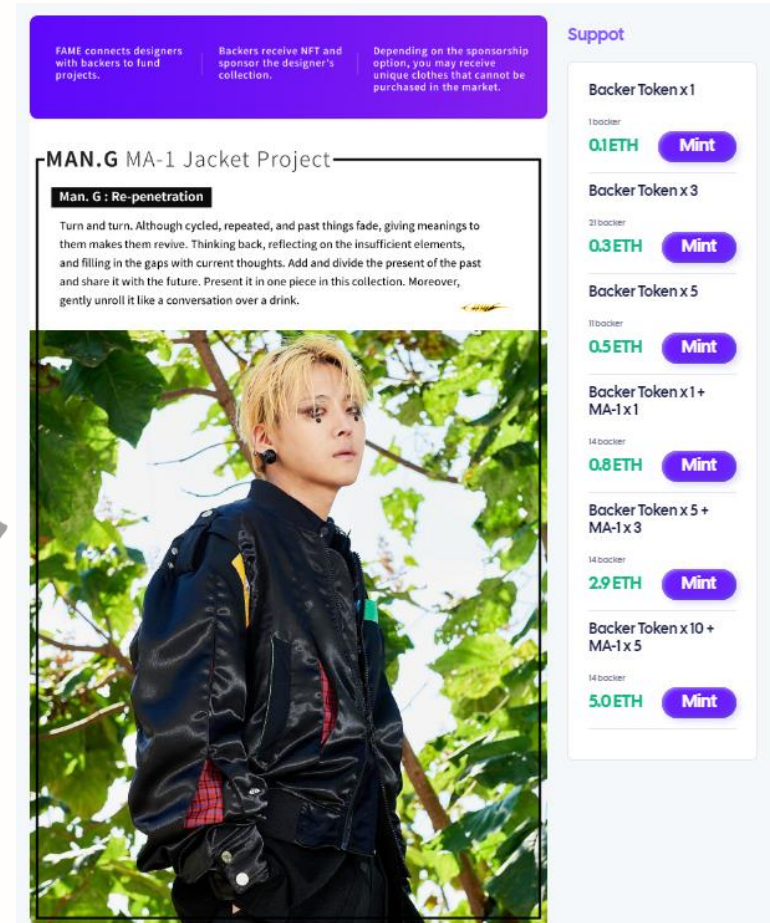 FAME connects designers
with backers to fund
projects.
Backers receive NFT and
sponsor the designer's
collection.
Depending on the sponsorship
option, you may receive
unique clothes that cannot be
purchased in the market.
MAN.G MA-1 Jacket Project
Man. G : Re-penetration
Turn and turn. Although cycled, repeated, and past things fade, giving meanings to
them makes them revive. Thinking back, reflecting on the insufficient elements,
and filling in the gaps with current thoughts. Add and divide the present of the past
and share it with the future. Present it in one piece in this collection. Moreover,
gently unroll it like a conversation over a drink.
Suppot
Backer Token x 1
1 backer
0.1 ETH
Mint
Backer Token x 3
21 backer
0.3 ETH
Mint
Backer Token x 5
11 backer
0.5 ETH
Mint
Backer Token x 1 +
MA-1 x 1
14 backer
0.8 ETH
Mint
Backer Token x 5 +
MA-1 x 3
14 backer
2.9 ETH
Mint
Backer Token x 10 +
MA-1 x 5
14 backer
5.0 ETH
Mint